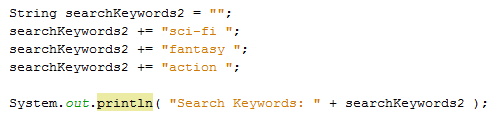 String searchKeywords2 = "";
searchKeywords2 += "sci-fi ";
searchKeywords2 += "fantasy ";
searchKeywords2 += "action ";
System.out.println( "Search Keywords: " + searchKeywords2 );